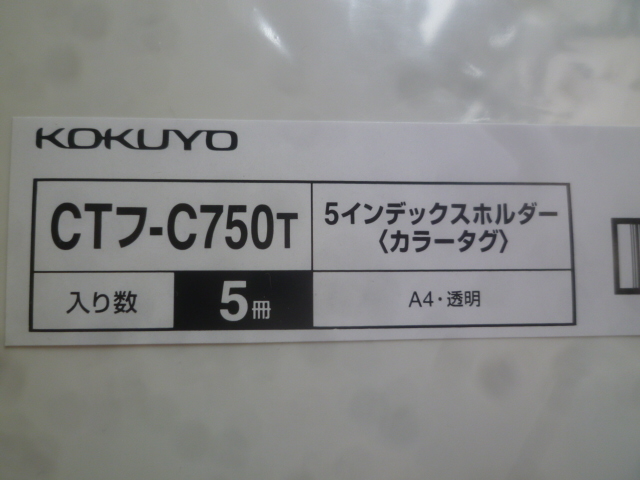 KOKUYO
CTフ-C750T
5インデックスホルダー
〈カラータグ〉
入り数
5冊
A4・透明